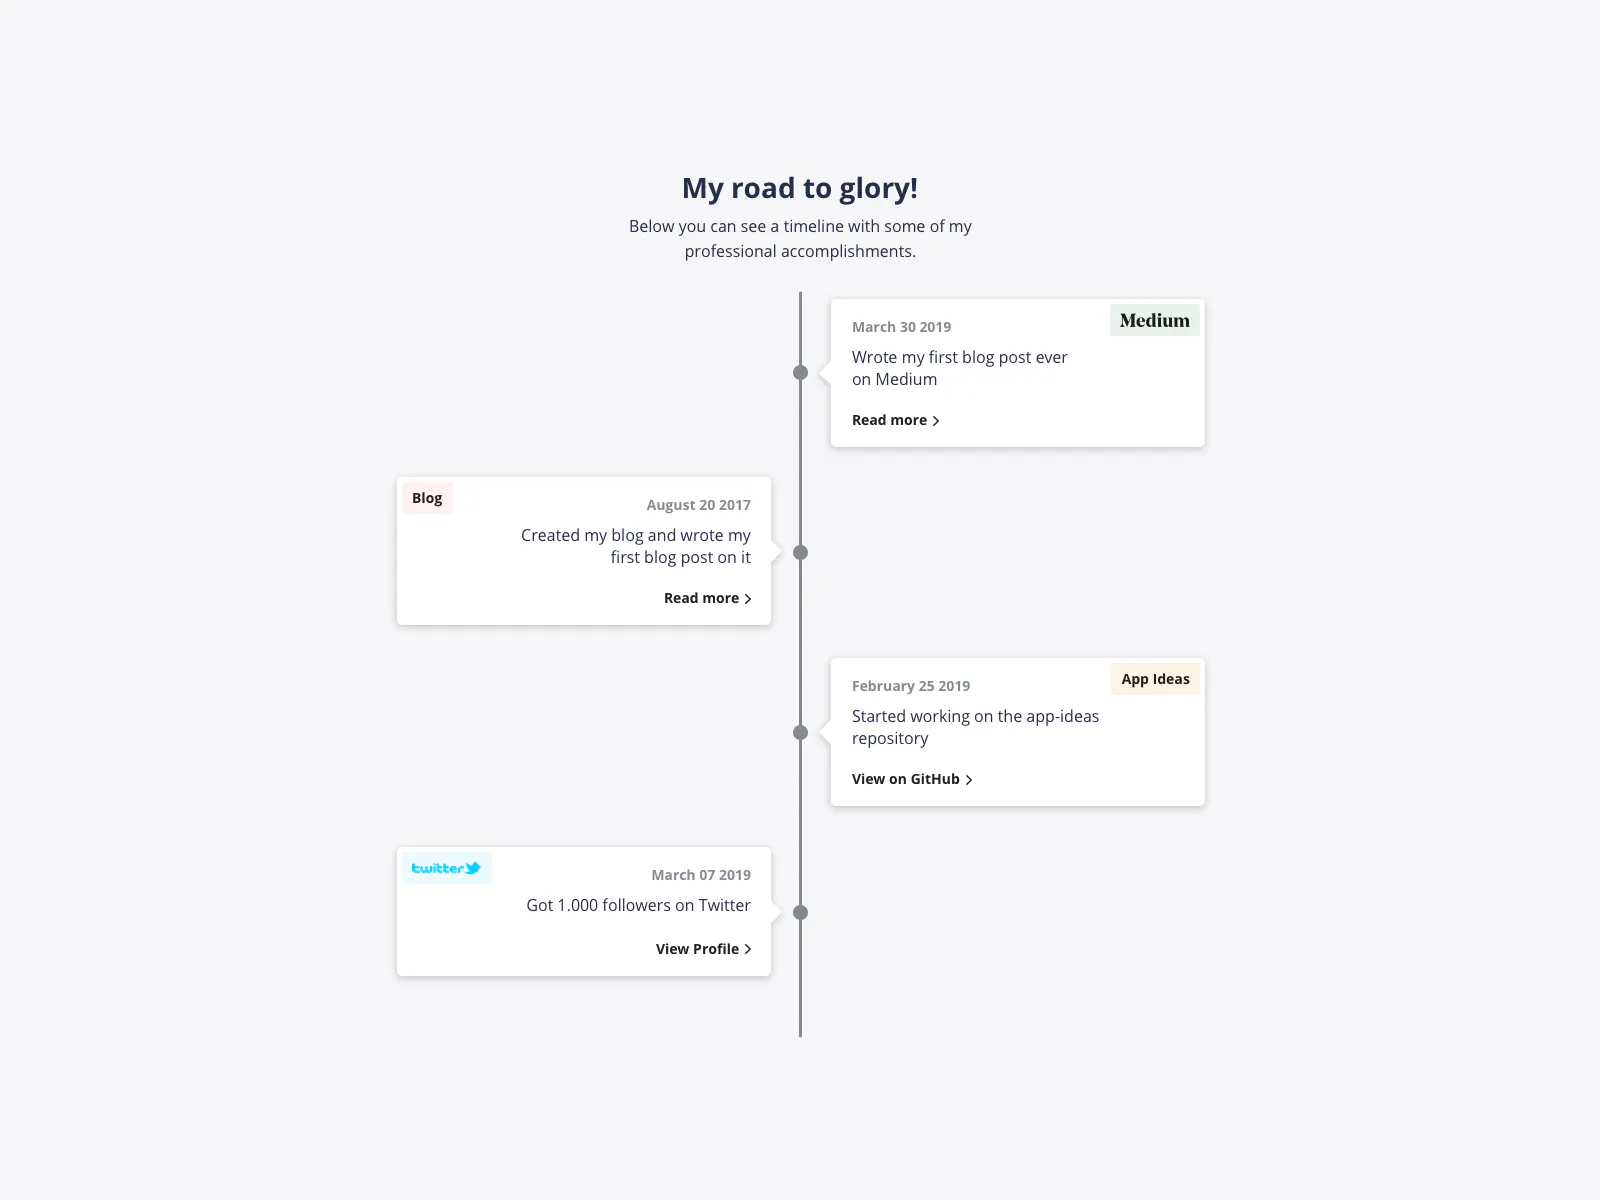 My road to glory!
Below you can see a timeline with some of my
professional accomplishments.
March 30 2019
Medium
Wrote my first blog post ever
on Medium
Read more
Blog
August 20 2017
Created my blog and wrote my
first blog post on it
Read more
February 25 2019
App Ideas
Started working on the app-ideas
repository
View on GitHub
twitter
March 07 2019
Got 1.000 followers on Twitter
View Profile